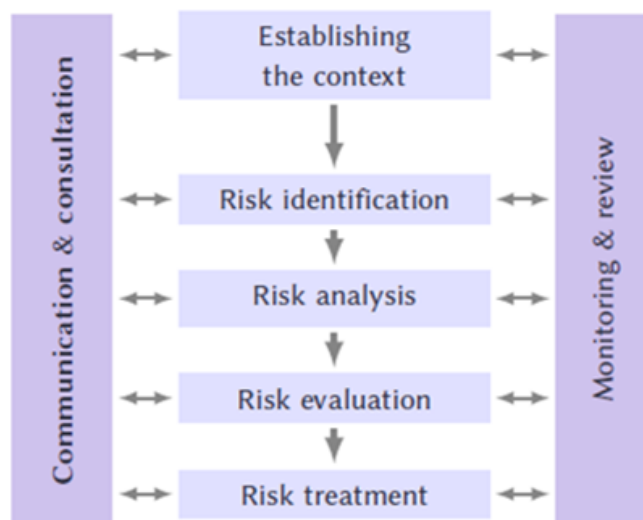 Communication & consultation
Establishing
the context
Risk identification
Risk analysis
Risk evaluation
Risk treatment
Monitoring & review